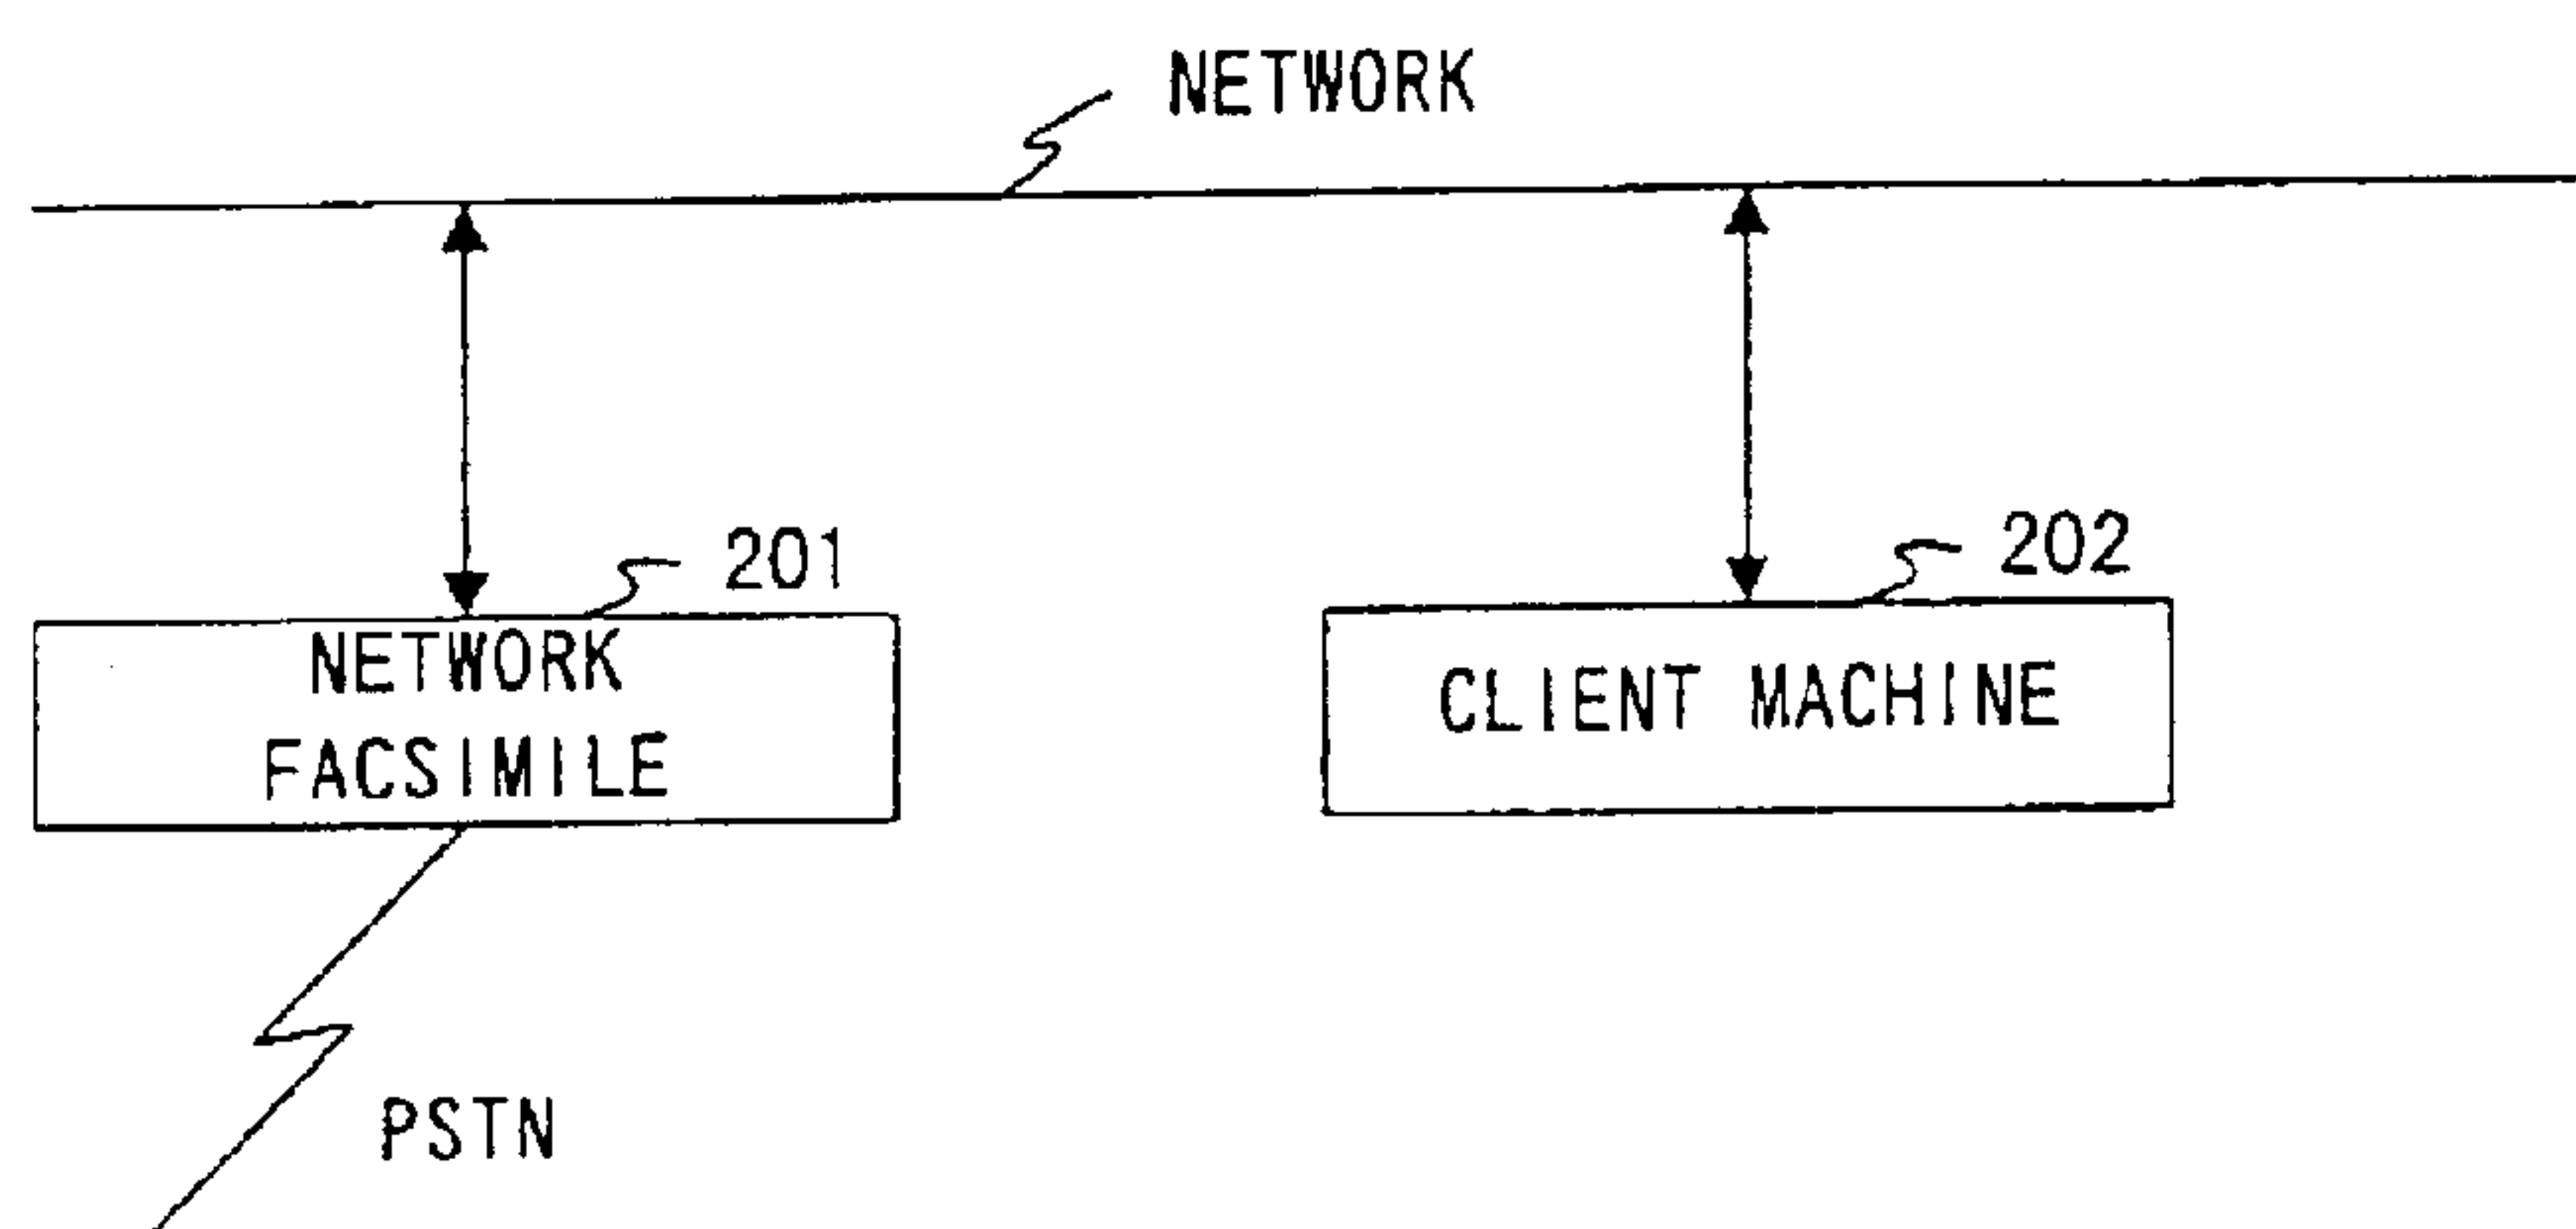 NETWORK
201
202
NETWORK
FACSIMILE
CLIENT MACHINE
PSTN